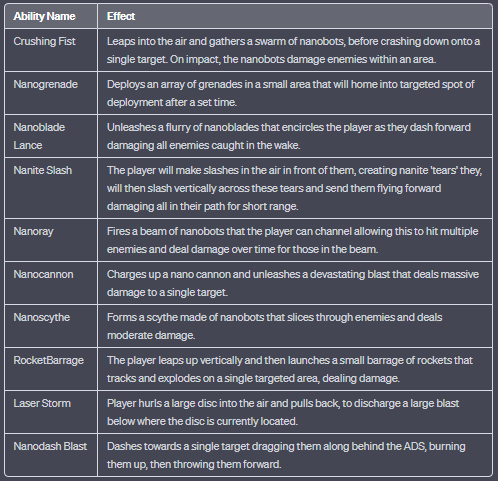 Ability Name Effect
Crushing Fist Leaps into the air and gathers a swarm of nanobots, before crashing down onto a
single target. On impact, the nanobots damage enemies within an area.
Nanogrenade Deploys an array of grenades in a small area that will home into targeted spot of
deployment after a set time.
Nanoblade Unleashes a flurry of nanoblades that encircles the player as they dash forward
Lance damaging all enemies caught in the wake.
Nanite Slash The player will make slashes in the air in front of them, creating nanite 'tears' they,
will then slash vertically across these tears and send them flying forward
damaging all in their path for short range.
Nanoray Fires a beam of nanobots that the player can channel allowing this to hit multiple
enemies and deal damage over time for those in the beam.
Nanocannon Charges up a nano cannon and unleashes a devastating blast that deals massive
damage to a single target.
Nanoscythe Forms a scythe made of nanobots that slices through enemies and deals
moderate damage.
RocketBarrage The player leaps up vertically and then launches a small barrage of rockets that
tracks and explodes on a single targeted area, dealing damage.
Laser Storm Player hurls a large disc into the air and pulls back, to discharge a large blast
below where the disc is currently located.
Nanodash Blast Dashes towards a single target dragging them along behind the ADS, burning
them up, then throwing them forward.